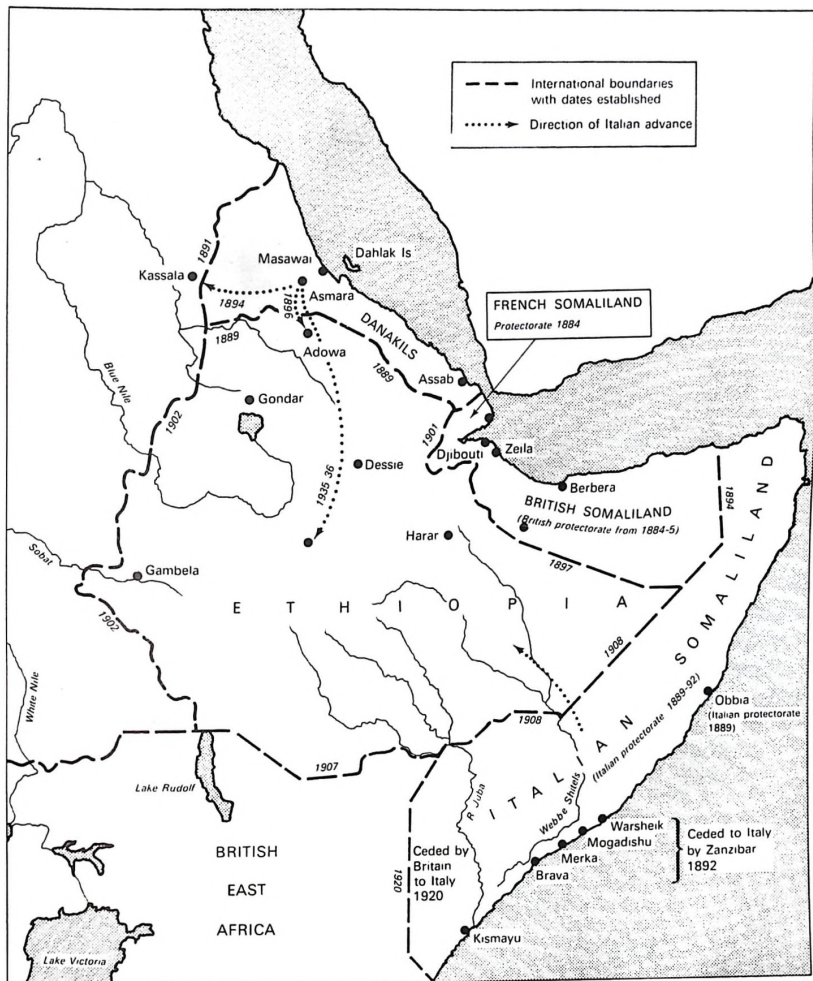 International boundaries
with dates established
Direction of Italian advance
1891
Kassala
Masawai
Dahlak Is
Asmara
1894
1896
FRENCH SOMALILAND
Protectorate 1884
DANAKILS
1889
Adowa
1889
Assab
Blue Nile
Gondar
1902
1901
Djibouti
Zeila
Dessie
1935 36
Berbera
BRITISH SOMALILAND
(British protectorate from 1884-5)
1894
Harar
1897
Sobat
Gambela
ETHIOPIA
1902
1908
White Nile
ITALIAN SOMALILAND
(Italian protectorate 1889-92)
Obbia
(Italian protectorate
1889)
1908
1907
Lake Rudolf
R Juba
Webbe Shitels
Ceded by
Britain
to Italy
1920
1920
Warsheik
Mogadishu
Merka
Brava
Ceded to Italy
by Zanzibar
1892
BRITISH
EAST
AFRICA
Kismayu
Lake Victoria